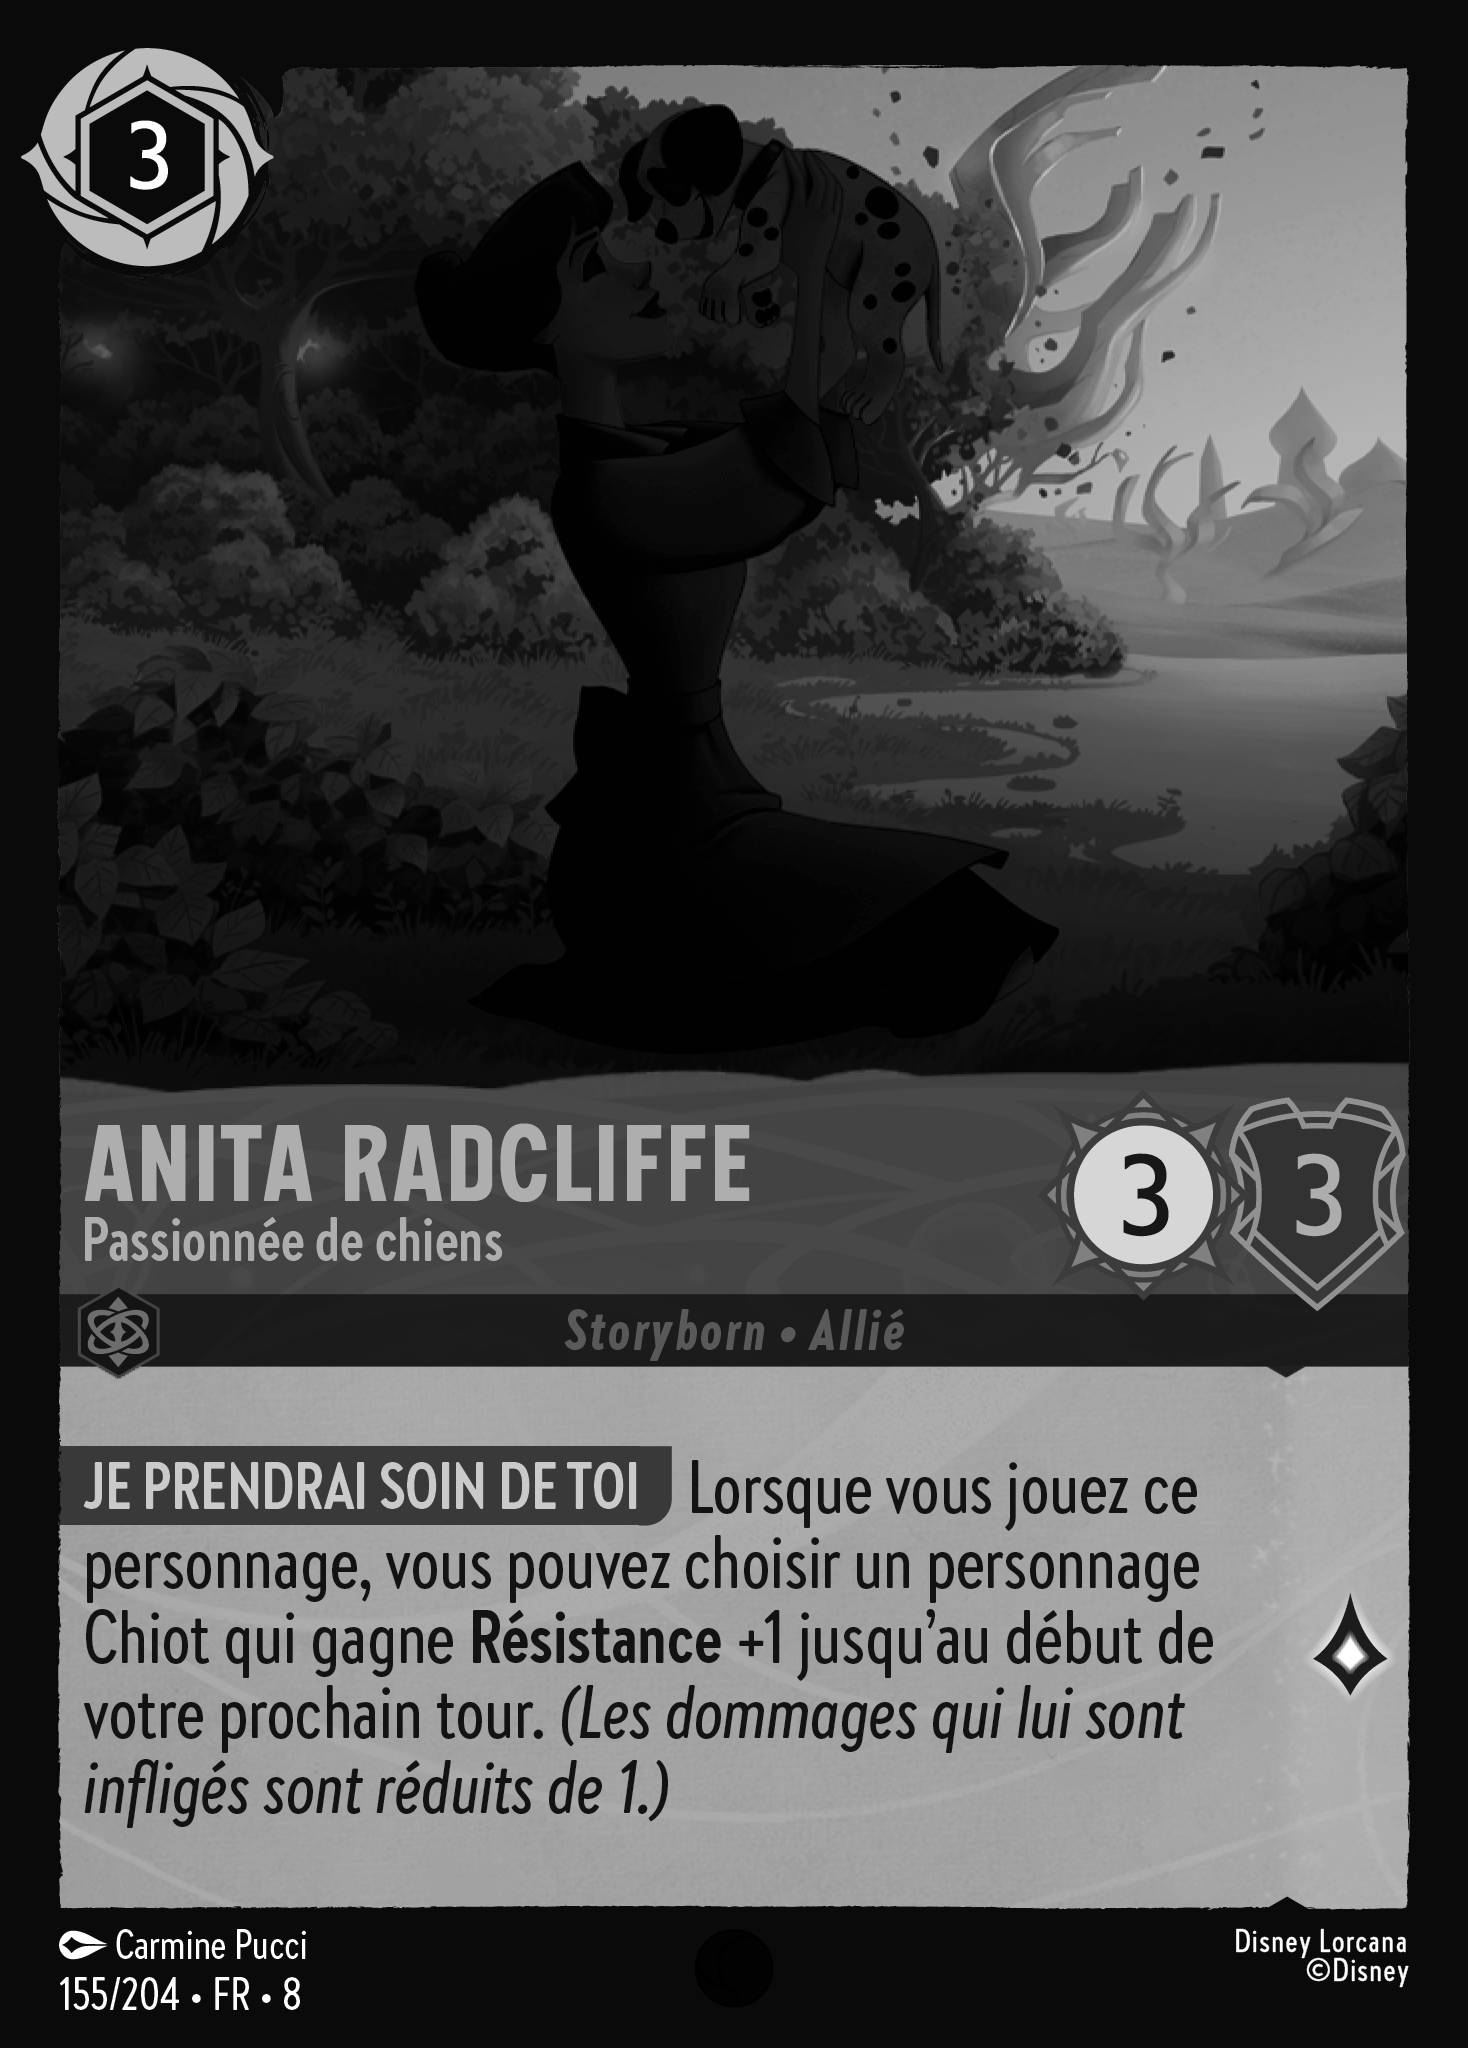 3
ANITA RADCLIFFE
Passionnée de chiens
3
3
Storyborn • Allié
JE PRENDRAI SOIN DE TOI Lorsque vous jouez ce
personnage, vous pouvez choisir un personnage
Chiot qui gagne Résistance +1 jusqu'au début de
votre prochain tour. (Les dommages qui lui sont
infligés sont réduits de 1.)
Carmine Pucci
155/204 • FR • 8
Disney Lorcana
©Disney